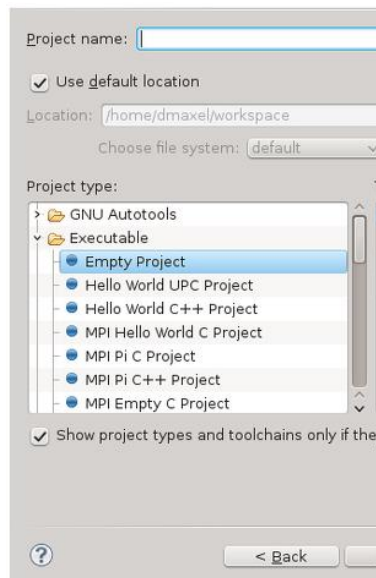 Project name:
Use default location
Location: /home/dmaxel/workspace
Choose file system: default
Project type:
GNU Autotools
Executable
Empty Project
Hello World UPC Project
Hello World C++ Project
MPI Hello World C Project
MPI Pi C Project
MPI Pi C++ Project
MPI Empty C Project
Show project types and toolchains only if the
? < Back